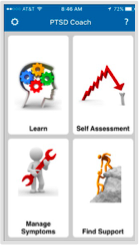 AT&T 8:46 AM 72%
PTSD Coach ?
Learn
Self Assessment
Manage
Symptoms
Find Support